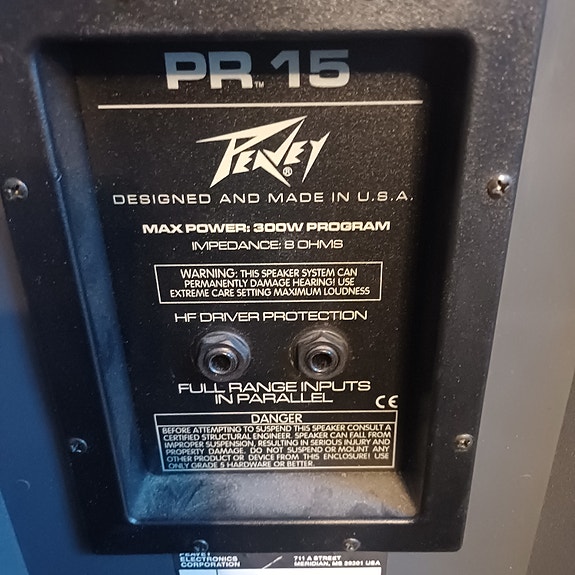 PR™ 15
PEAVEY®
DESIGNED AND MADE IN U.S.A.
MAX POWER: 300W PROGRAM
IMPEDANCE: 8 OHMS
WARNING: THIS SPEAKER SYSTEM CAN
PERMANENTLY DAMAGE HEARING! USE
EXTREME CARE SETTING MAXIMUM LOUDNESS
HF DRIVER PROTECTION
FULL RANGE INPUTS
IN PARALLEL
CE
DANGER
BEFORE ATTEMPTING TO SUSPEND THIS SPEAKER CONSULT A
CERTIFIED STRUCTURAL ENGINEER. SPEAKER CAN FALL FROM
IMPROPER SUSPENSION, RESULTING IN SERIOUS INJURY AND
PROPERTY DAMAGE. DO NOT SUSPEND OR MOUNT ANY
OTHER PRODUCT OR DEVICE FROM THIS ENCLOSURE! USE
ONLY GRADE 5 HARDWARE OR BETTER.
PEAVEY
ELECTRONICS
CORPORATION
711 A STREET
MERIDIAN, MS 39301 USA